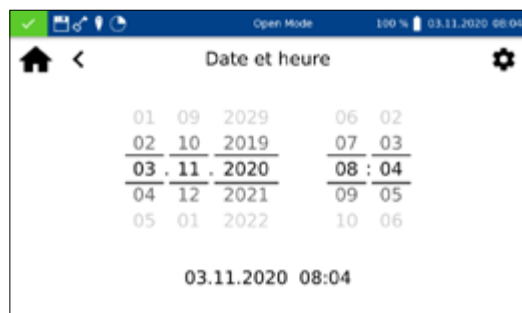 Open Mode 100 % 03.11.2020 08:04
Date et heure
01 09 2029 06 02
02 10 2019 07 03
03 . 11 . 2020 08 : 04
04 12 2021 09 05
05 01 2022 10 06
03.11.2020 08:04